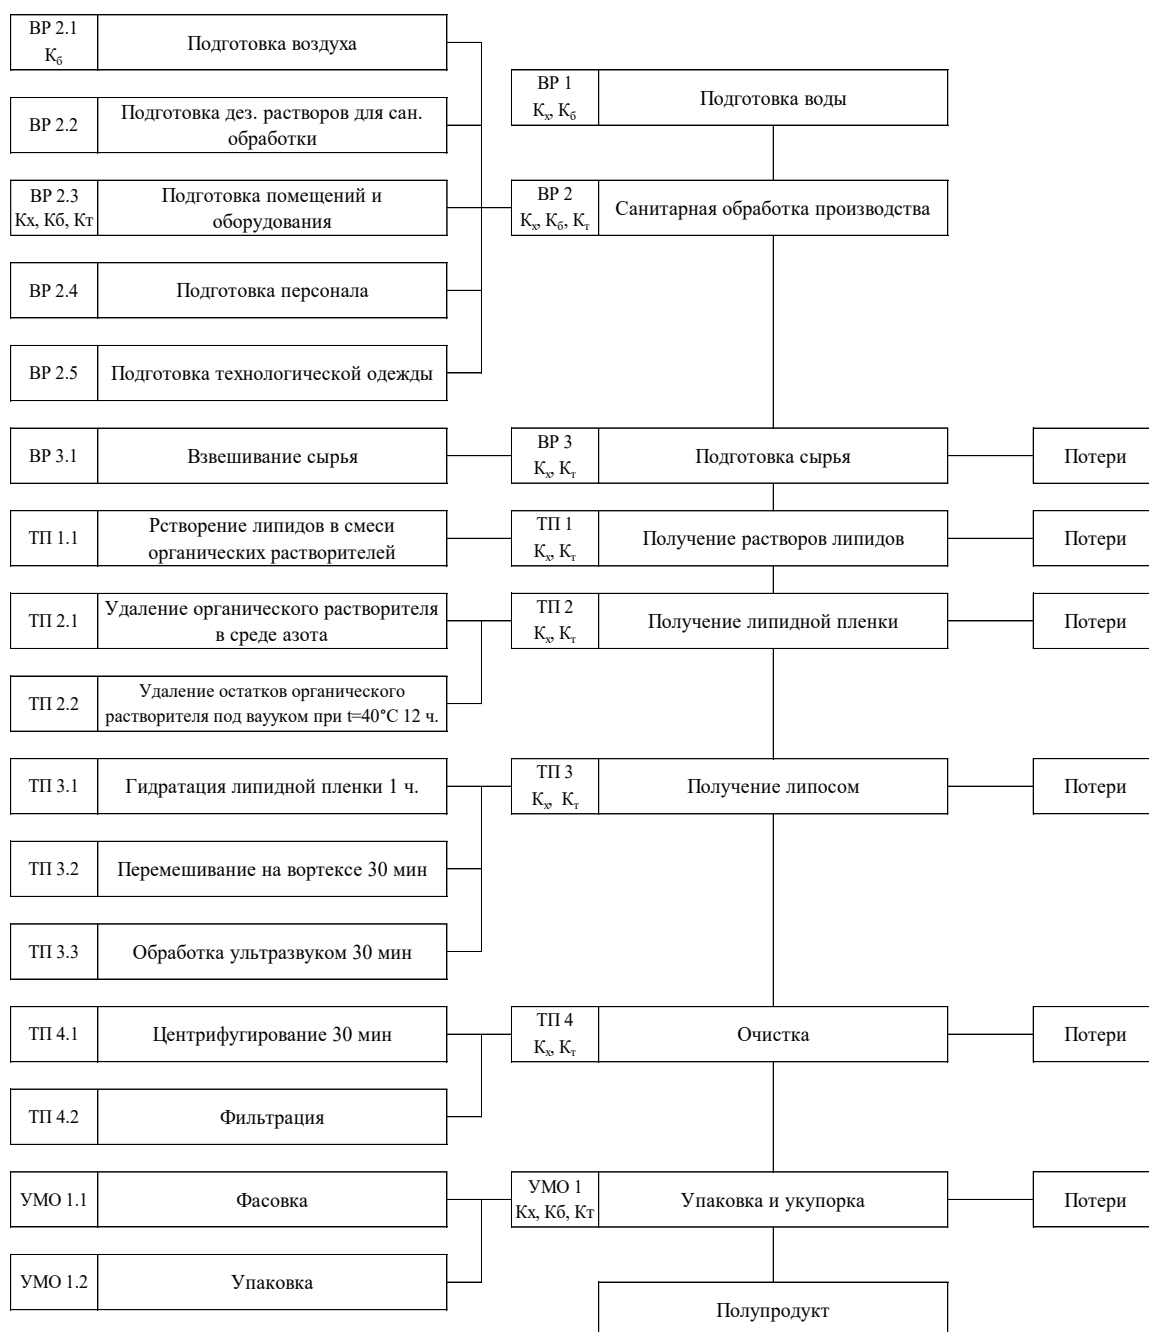 ВР 2.1
Кб
Подготовка воздуха
ВР 1
Кх, Кб
Подготовка воды
ВР 2.2
Подготовка дез. растворов для сан.
обработки
ВР 2.3
Кх, Кб, Кт
Подготовка помещений и
оборудования
ВР 2
Кх, Кб, Кт
Санитарная обработка производства
ВР 2.4
Подготовка персонала
ВР 2.5
Подготовка технологической одежды
ВР 3.1
Взвешивание сырья
ВР 3
Кх, Кт
Подготовка сырья
Потери
ТП 1.1
Рстворение липидов в смеси
органических растворителей
ТП 1
Кх, Кт
Получение растворов липидов
Потери
ТП 2.1
Удаление органического растворителя
в среде азота
ТП 2
Кх, Кт
Получение липидной пленки
Потери
ТП 2.2
Удаление остатков органического
растворителя под ваууком при t=40°C 12 ч.
ТП 3.1
Гидратация липидной пленки 1 ч.
ТП 3
Кх, Кт
Получение липосом
Потери
ТП 3.2
Перемешивание на вортексе 30 мин
ТП 3.3
Обработка ультразвуком 30 мин
ТП 4.1
Центрифугирование 30 мин
ТП 4
Кх, Кт
Очистка
Потери
ТП 4.2
Фильтрация
УМО 1.1
Фасовка
УМО 1
Кх, Кб, Кт
Упаковка и укупорка
Потери
УМО 1.2
Упаковка
Полупродукт